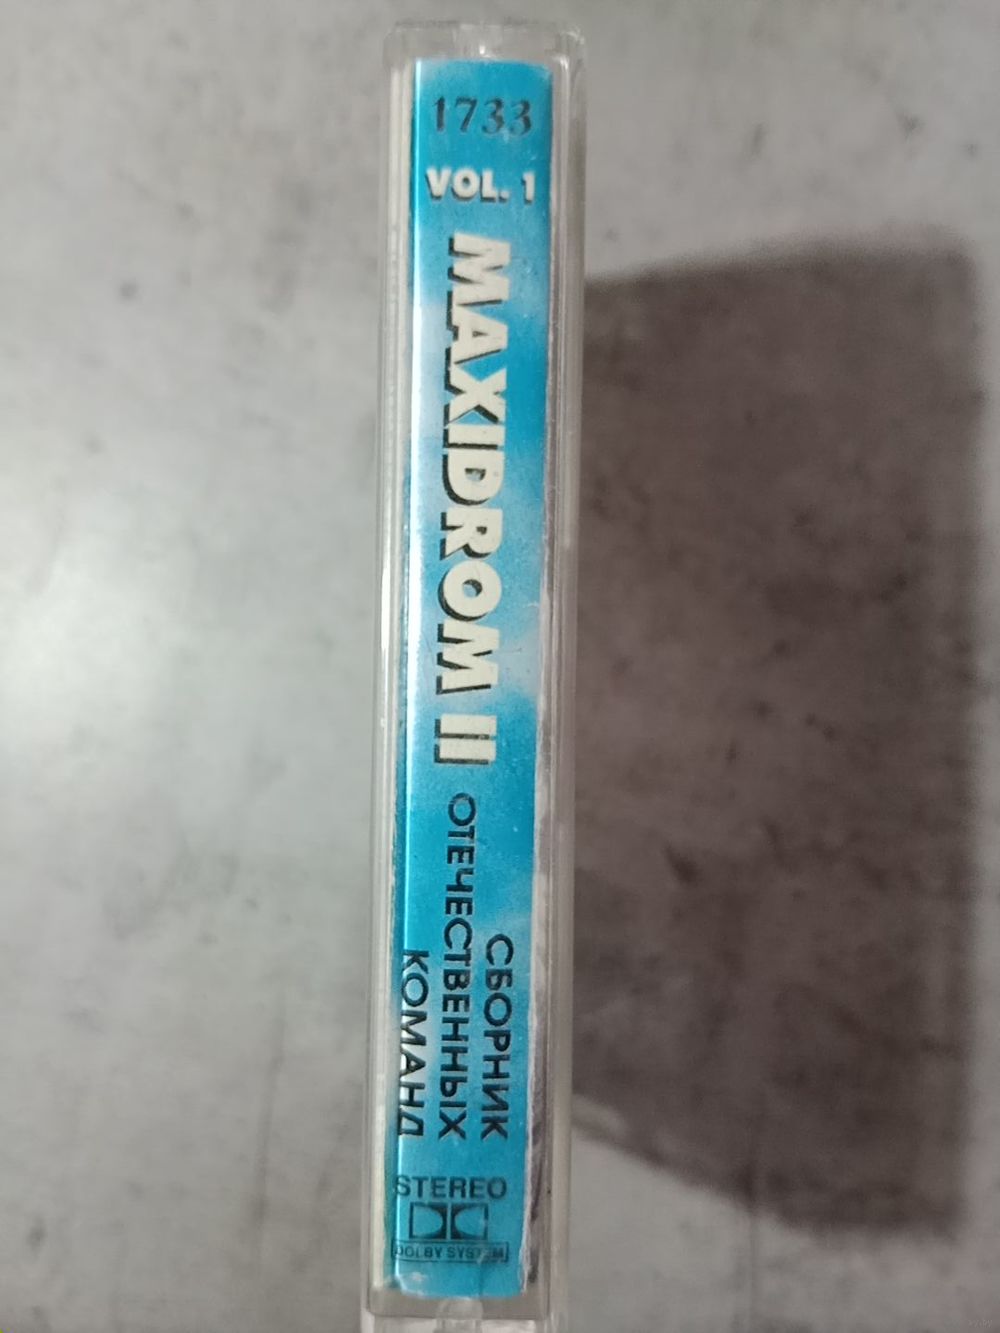 1733
VOL. 1
MAXIDROM II
СБОРНИК
ОТЕЧЕСТВЕННЫХ
КОМАНД
STEREO
DOLBY SYSTEM